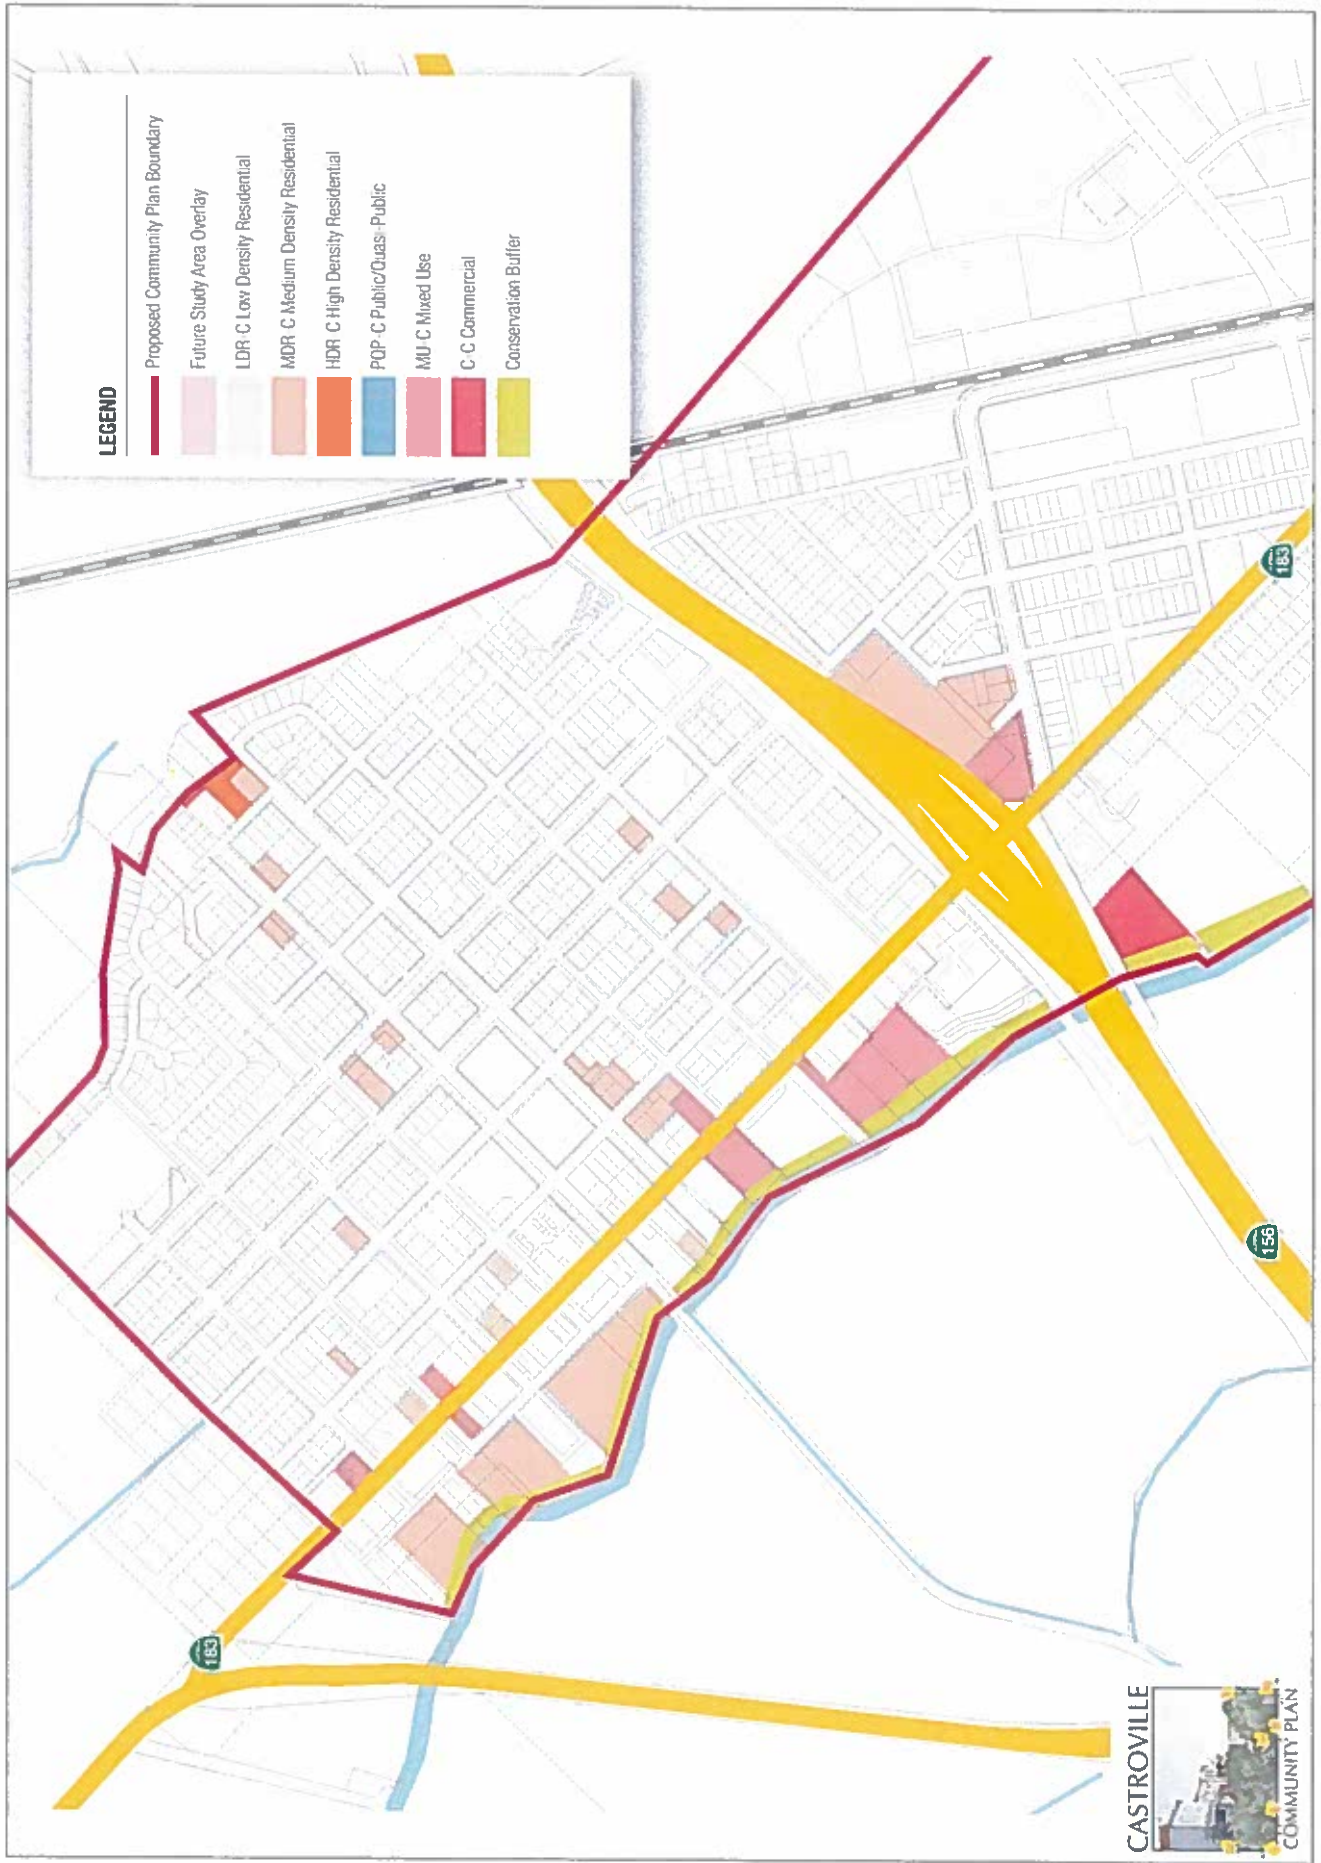 LEGEND
Proposed Community Plan Boundary
Future Study Area Overlay
LDR-C Low Density Residential
MDR-C Medium Density Residential
HDR-C High Density Residential
PQP-C Public/Quasi-Public
MU-C Mixed Use
C-C Commercial
Conservation Buffer
183
183
156
CASTROVILLE
COMMUNITY PLAN